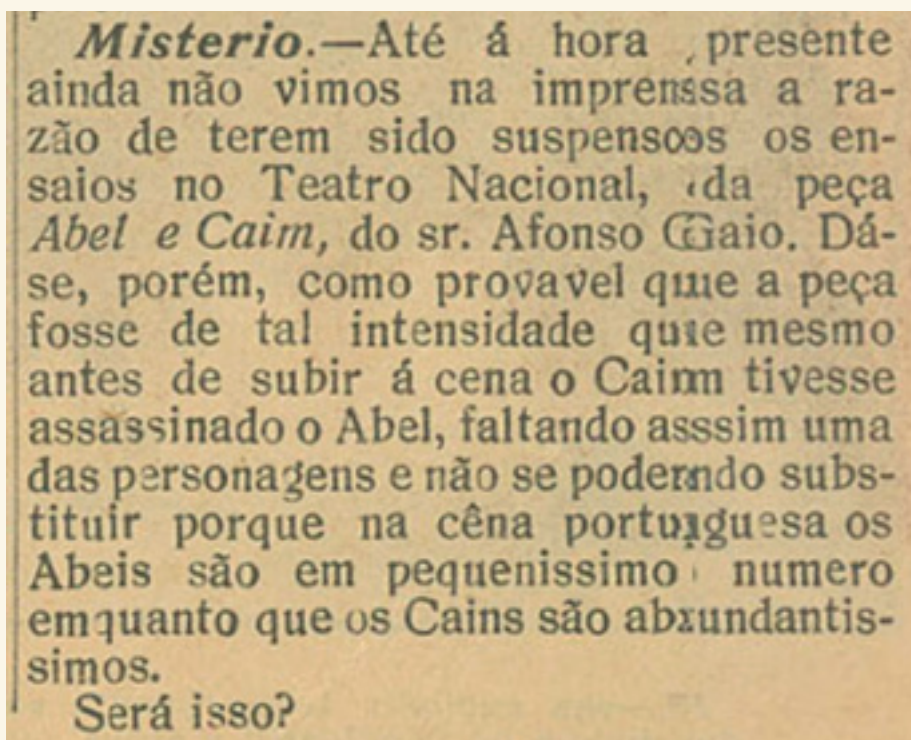 Misterio.—Até á hora presente
ainda não vimos na imprenssa a ra-
zão de terem sido suspensoos os en-
saios no Teatro Nacional, da peça
Abel e Caim, do sr. Afonso Gaio. Dá-
se, porém, como provavel que a peça
fosse de tal intensidade que mesmo
antes de subir á cena o Caim tivesse
assassinado o Abel, faltando asssim uma
das personagens e não se podendo subs-
tituir porque na cêna portuguesa os
Abeis são em pequenissimo numero
emquanto que os Cains são abundantis-
simos.
Será isso?